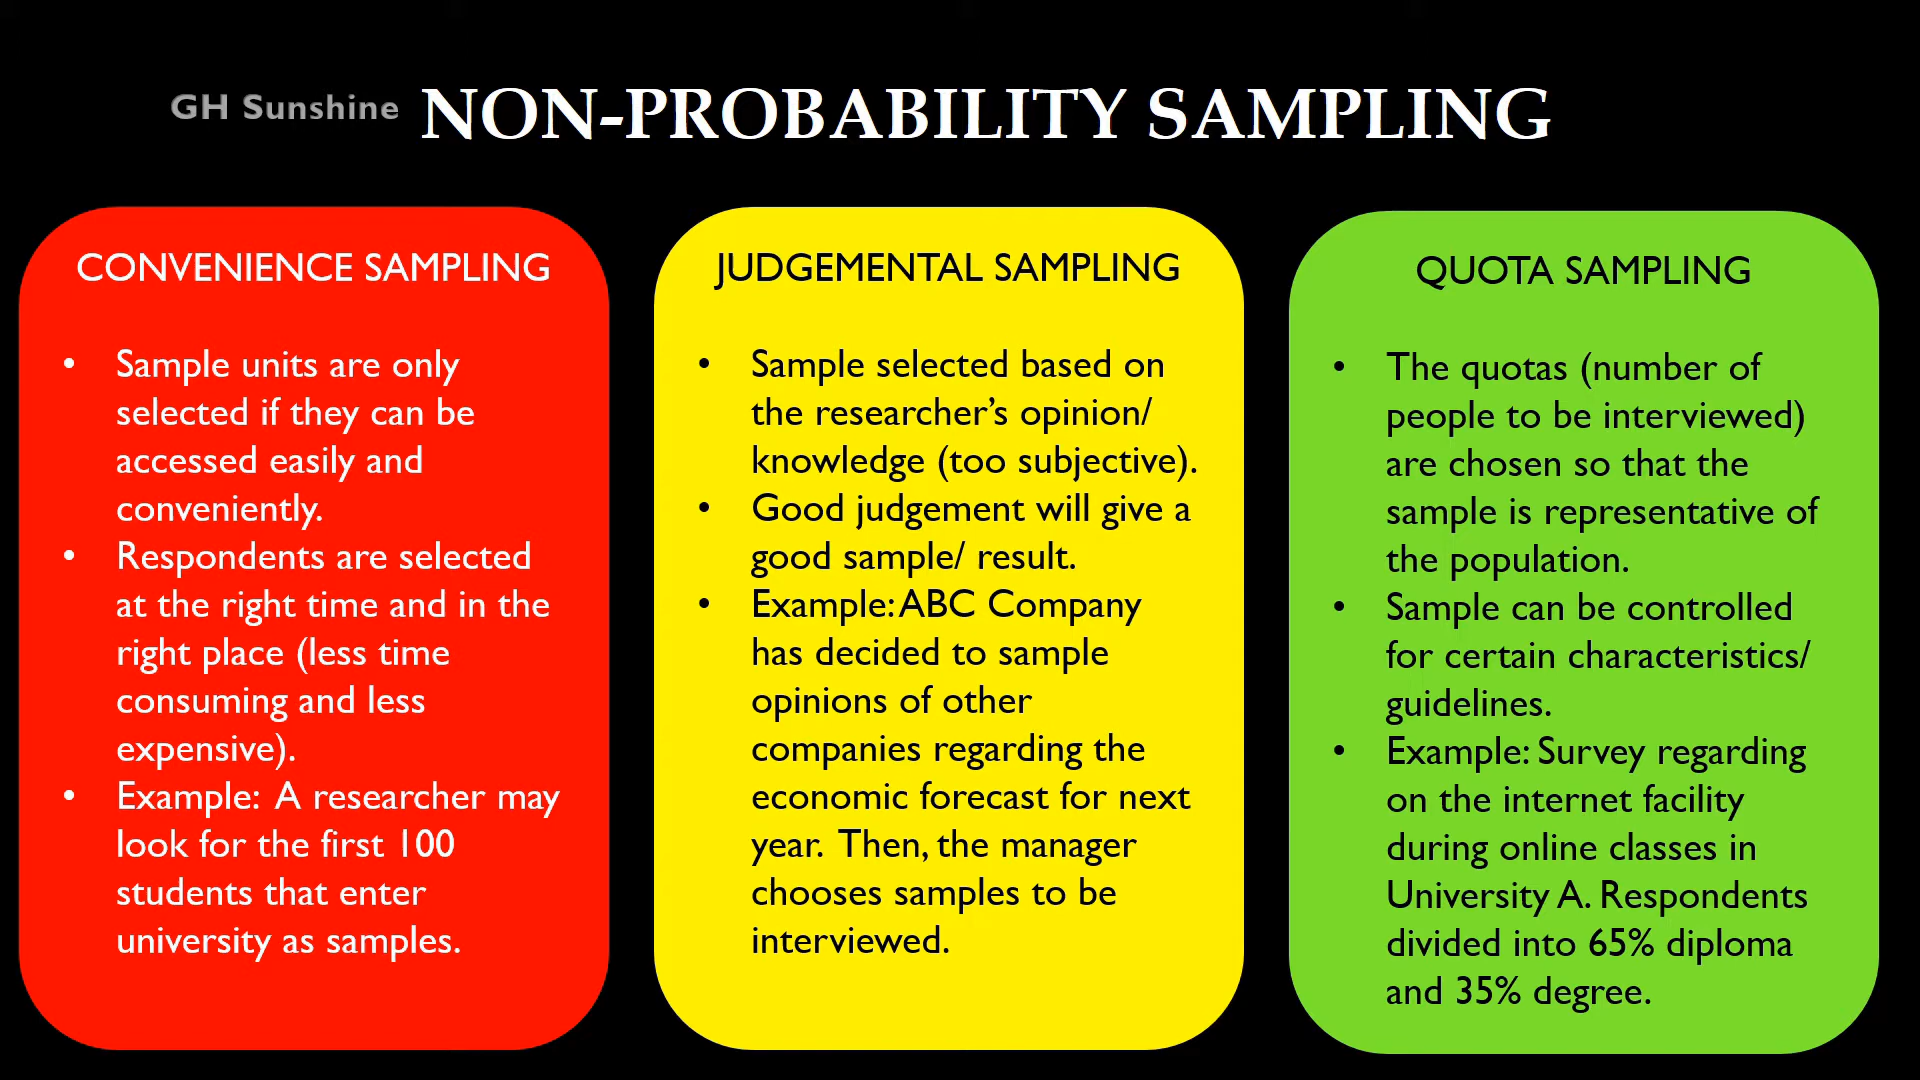 GH Sunshine
NON-PROBABILITY SAMPLING
CONVENIENCE SAMPLING
• Sample units are only
selected if they can be
accessed easily and
conveniently.
• Respondents are selected
at the right time and in the
right place (less time
consuming and less
expensive).
• Example: A researcher may
look for the first 100
students that enter
university as samples.
JUDGEMENTAL SAMPLING
• Sample selected based on
the researcher’s opinion/
knowledge (too subjective).
• Good judgement will give a
good sample/ result.
• Example: ABC Company
has decided to sample
opinions of other
companies regarding the
economic forecast for next
year. Then, the manager
chooses samples to be
interviewed.
QUOTA SAMPLING
• The quotas (number of
people to be interviewed)
are chosen so that the
sample is representative of
the population.
• Sample can be controlled
for certain characteristics/
guidelines.
• Example: Survey regarding
on the internet facility
during online classes in
University A. Respondents
divided into 65% diploma
and 35% degree.